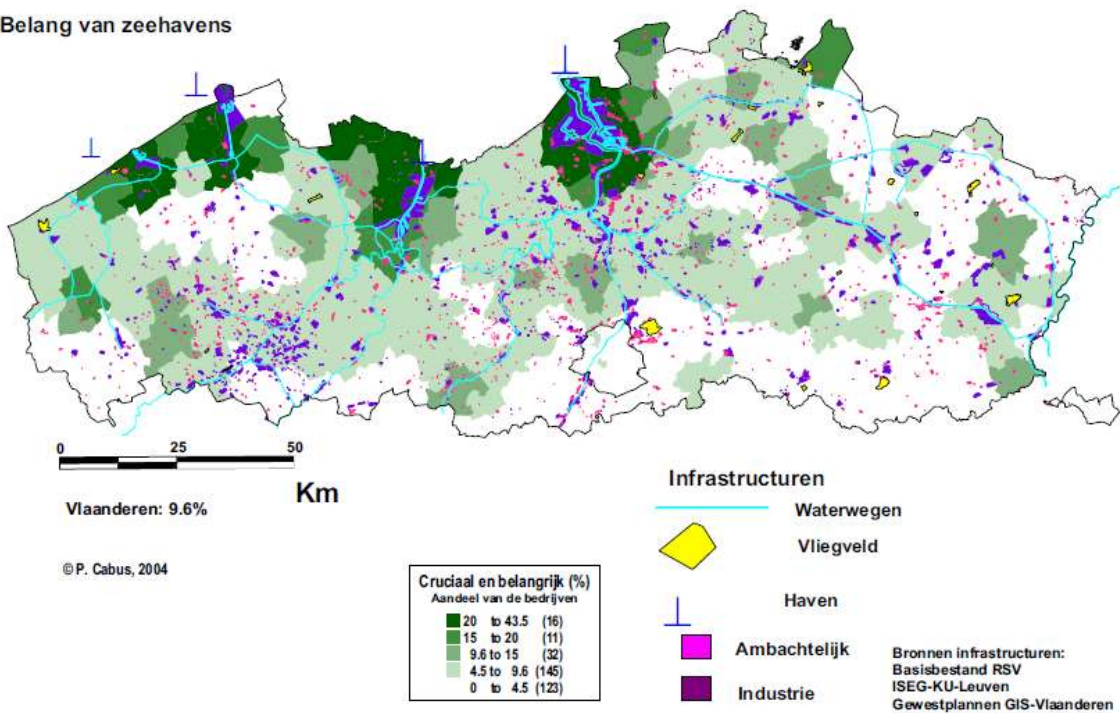 Belang van zeehavens
0 25 50
Km
Vlaanderen: 9.6%
© P. Cabus, 2004
Cruciaal en belangrijk (%)
Aandeel van de bedrijven
20 to 43.5 (16)
15 to 20 (11)
9.6 to 15 (32)
4.5 to 9.6 (145)
0 to 4.5 (123)
Infrastructuren
Waterwegen
Vliegveld
Haven
Ambachtelijk
Industrie
Bronnen infrastructuren:
Basisbestand RSV
ISEG-KU-Leuven
Gewestplannen GIS-Vlaanderen